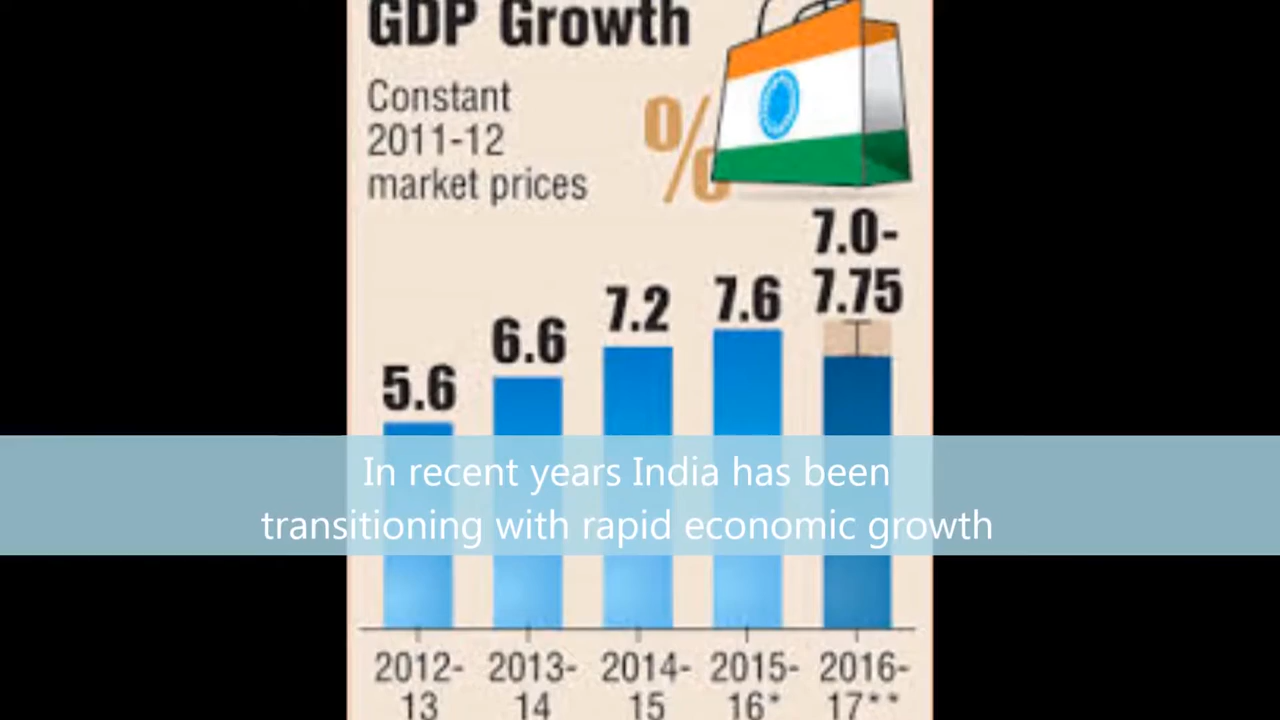 GDP Growth
Constant
2011-12
market prices
%
7.0-
7.75
7.6
7.2
6.6
5.6
In recent years India has been
transitioning with rapid economic growth
2012- 2013- 2014- 2015- 2016-
13 14 15 16* 17**